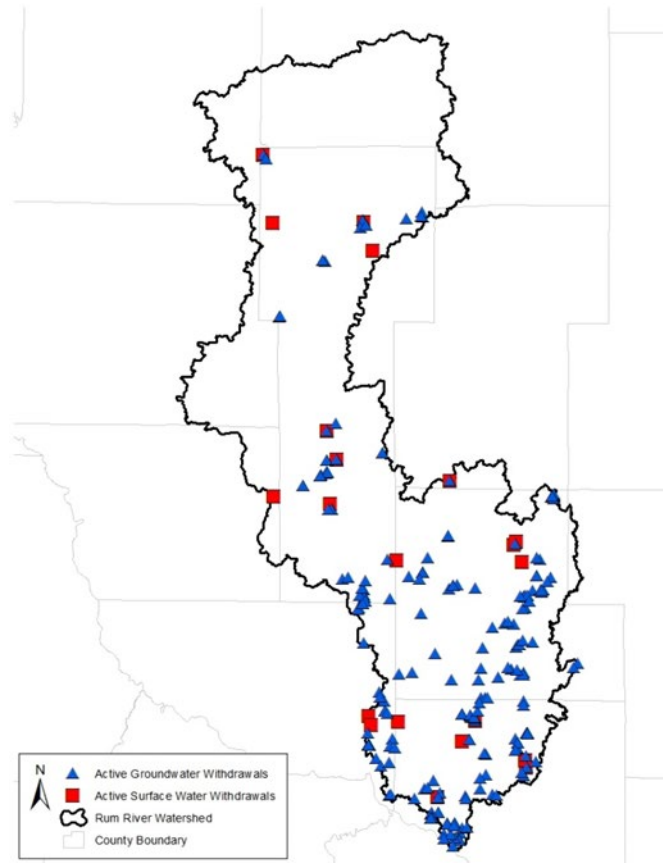 N
Active Groundwater Withdrawals
Active Surface Water Withdrawals
Rum River Watershed
County Boundary